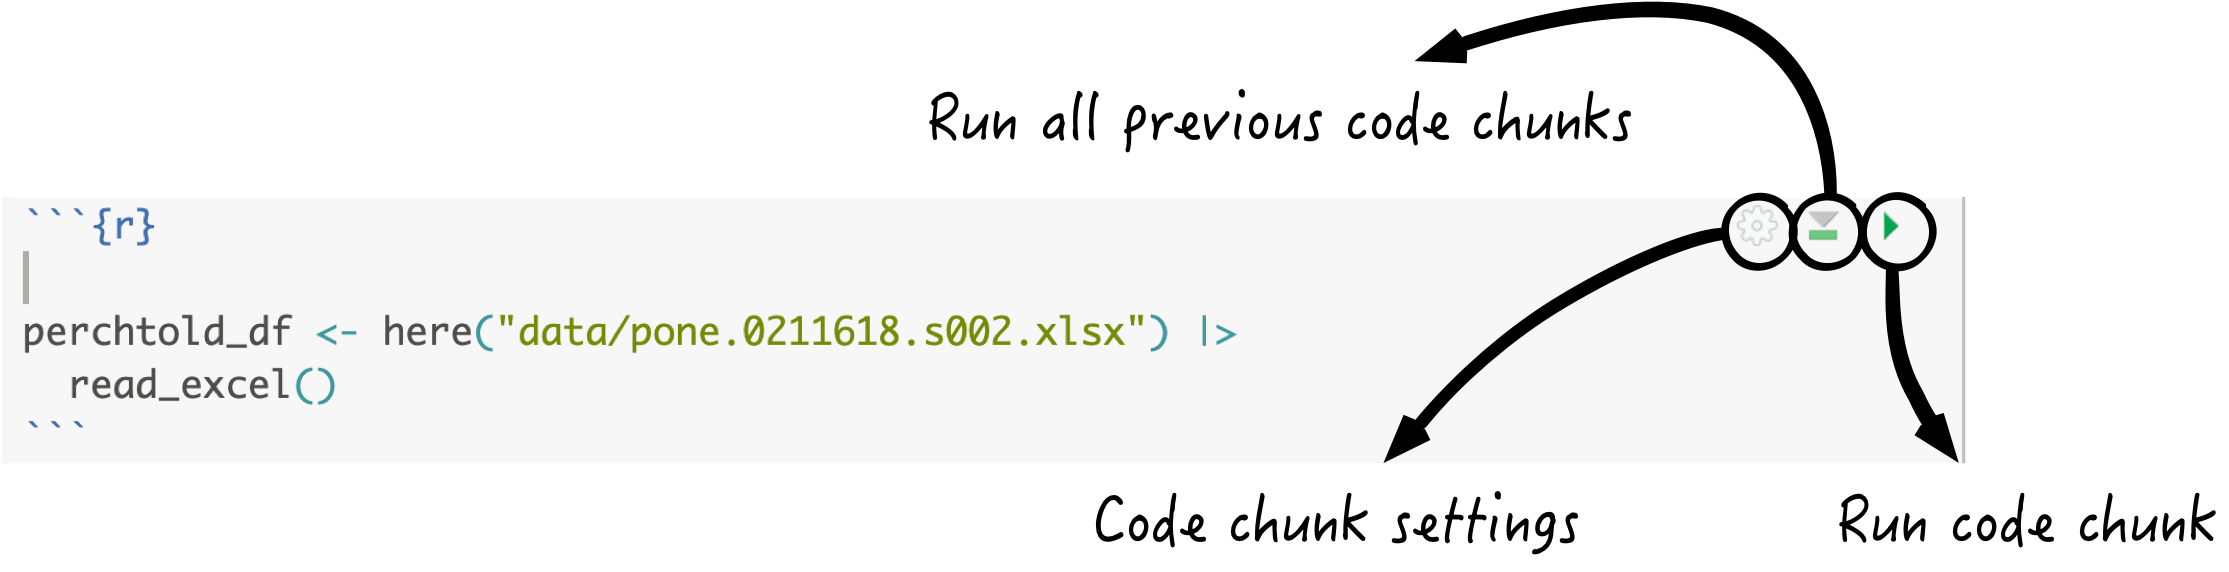 Run all previous code chunks
```{r}
perchtold_df <- here("data/pone.0211618.s002.xlsx") |>
  read_excel()
```
Code chunk settings
Run code chunk